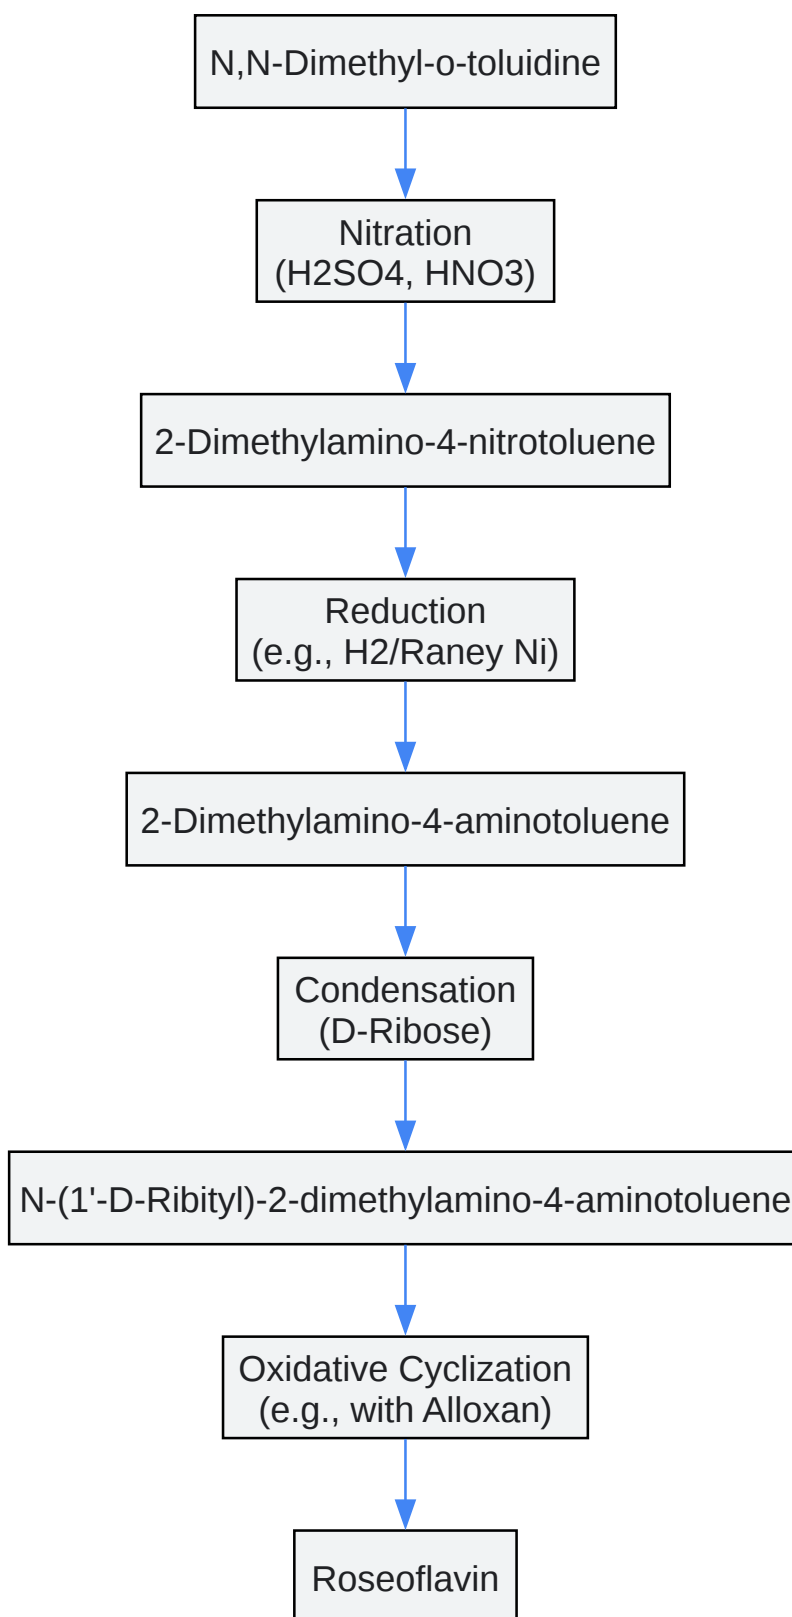 N,N-Dimethyl-o-toluidine
Nitration
(H2SO4, HNO3)
2-Dimethylamino-4-nitrotoluene
Reduction
(e.g., H2/Raney Ni)
2-Dimethylamino-4-aminotoluene
Condensation
(D-Ribose)
N-(1'-D-Ribityl)-2-dimethylamino-4-aminotoluene
Oxidative Cyclization
(e.g., with Alloxan)
Roseoflavin